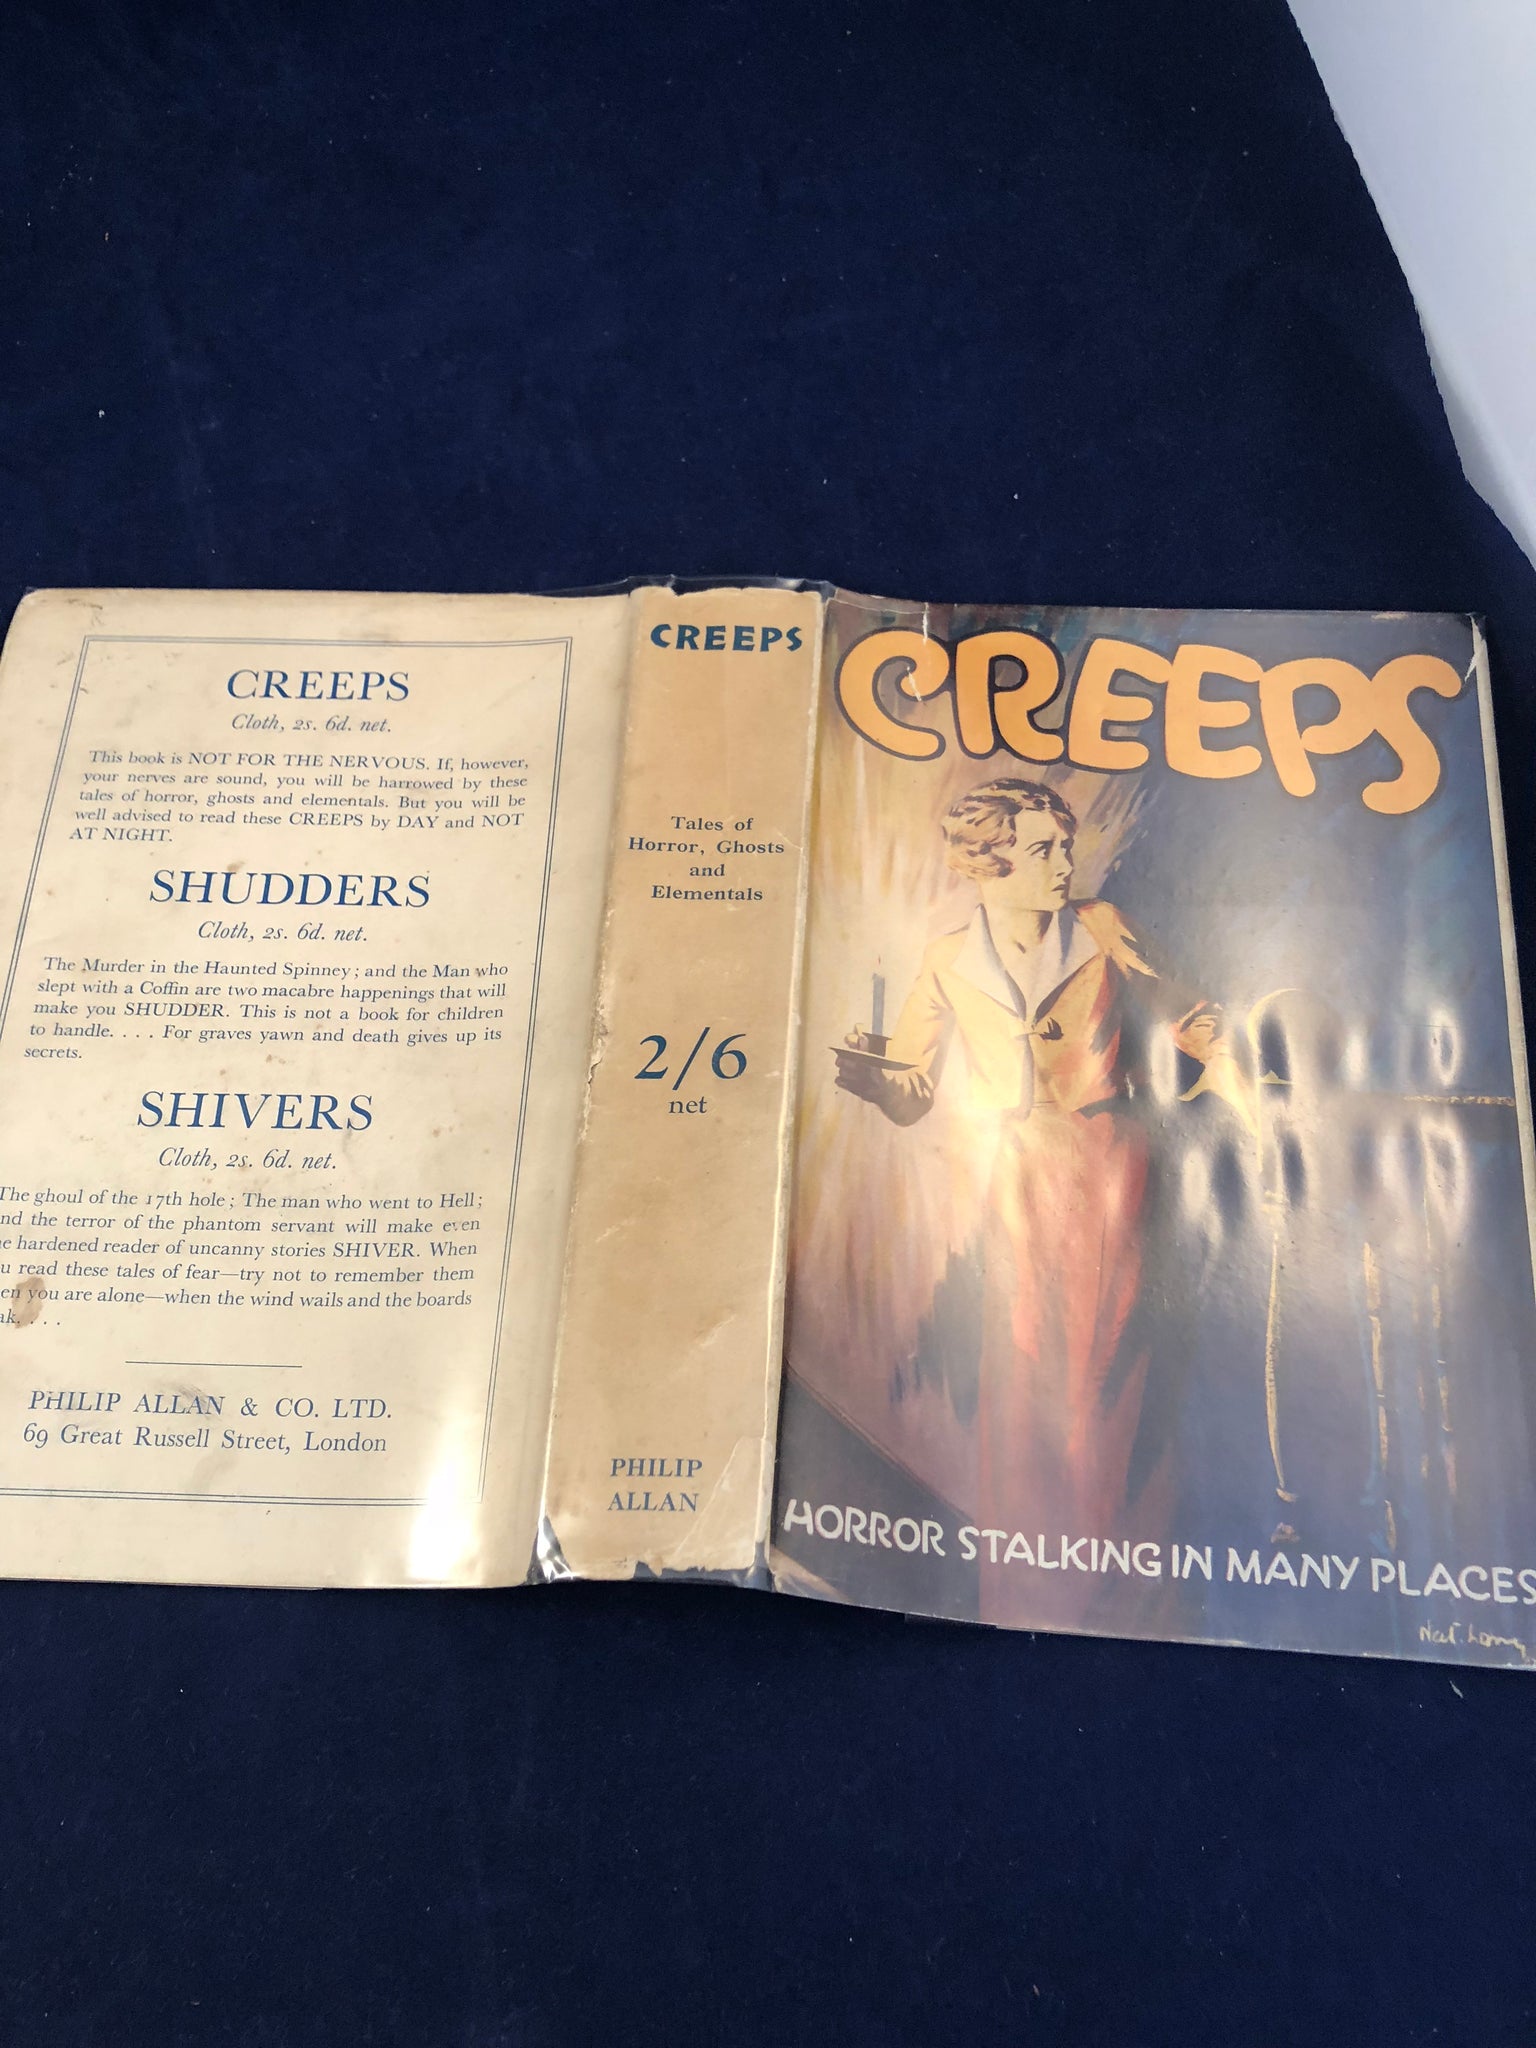 CREEPS
Cloth, 2s. 6d. net.
This book is NOT FOR THE NERVOUS. If, however,
your nerves are sound, you will be harrowed by these
tales of horror, ghosts and elementals. But you will be
well advised to read these CREEPS by DAY and NOT
AT NIGHT.
SHUDDERS
Cloth, 2s. 6d. net.
The Murder in the Haunted Spinney; and the Man who
slept with a Coffin are two macabre happenings that will
make you SHUDDER. This is not a book for children
to handle. . . . For graves yawn and death gives up its
secrets.
SHIVERS
Cloth, 2s. 6d. net.
The ghoul of the 17th hole; The man who went to Hell;
and the terror of the phantom servant will make even
hardened reader of uncanny stories SHIVER. When
read these tales of fear—try not to remember them
you are alone—when the wind wails and the boards
. . .
PHILIP ALLAN & CO. LTD.
69 Great Russell Street, London
CREEPS
Tales of
Horror, Ghosts
and
Elementals
2/6
net
PHILIP
ALLAN
CREEPS
HORROR STALKING IN MANY PLACES
Nat.